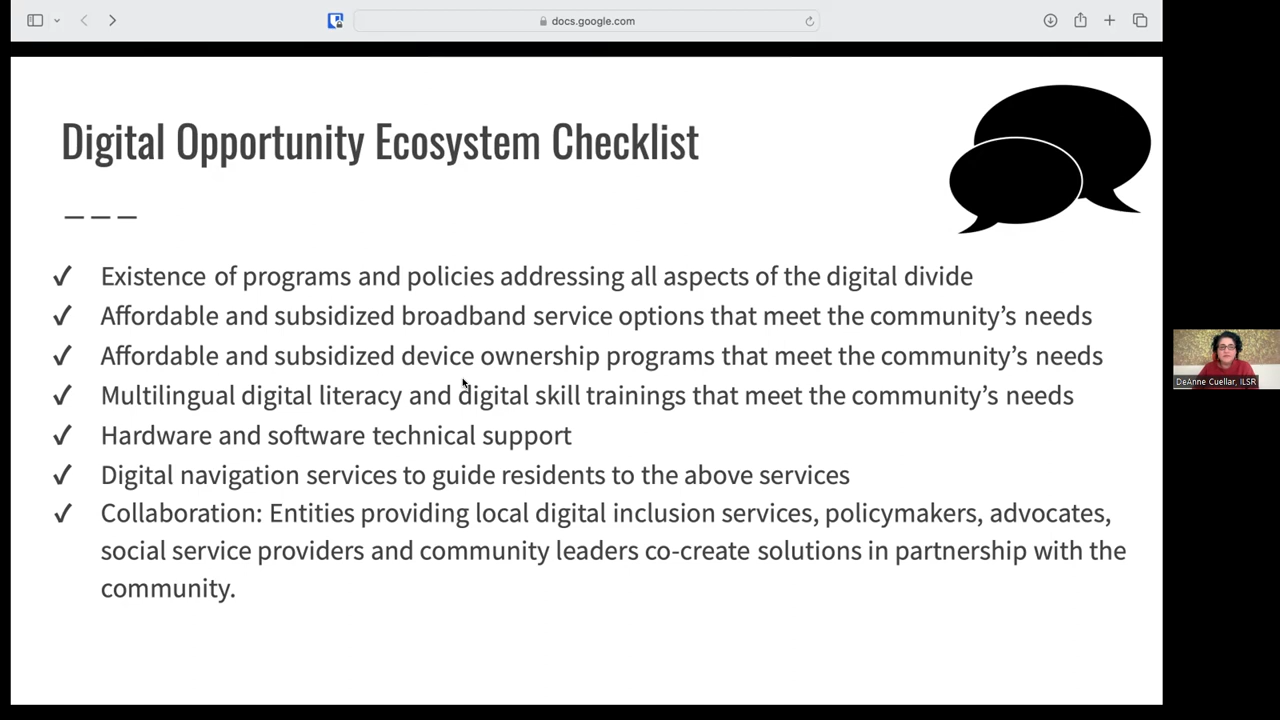 docs.google.com
Digital Opportunity Ecosystem Checklist
Existence of programs and policies addressing all aspects of the digital divide
Affordable and subsidized broadband service options that meet the community's needs
Affordable and subsidized device ownership programs that meet the community's needs
Multilingual digital literacy and digital skill trainings that meet the community's needs
Hardware and software technical support
Digital navigation services to guide residents to the above services
Collaboration: Entities providing local digital inclusion services, policymakers, advocates,
social service providers and community leaders co-create solutions in partnership with the
community.
DeAnne Cuellar, ILSR